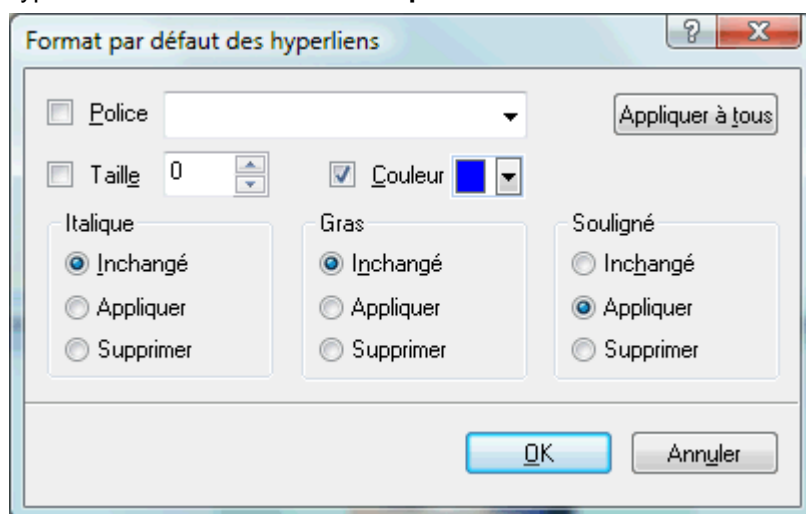 Format par défaut des hyperliens
Police
Appliquer à tous
Taille 0 Couleur
Italique Gras Souligné
Inchangé Inchangé Inchangé
Appliquer Appliquer Appliquer
Supprimer Supprimer Supprimer
OK Annuler